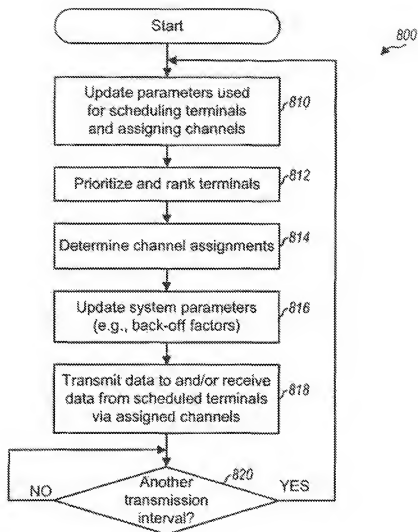 Start
800
Update parameters used
for scheduling terminals
and assigning channels
810
Prioritize and rank terminals
812
Determine channel assignments
814
Update system parameters
(e.g., back-off factors)
816
Transmit data to and/or receive
data from scheduled terminals
via assigned channels
818
820
NO
Another
transmission
interval?
YES